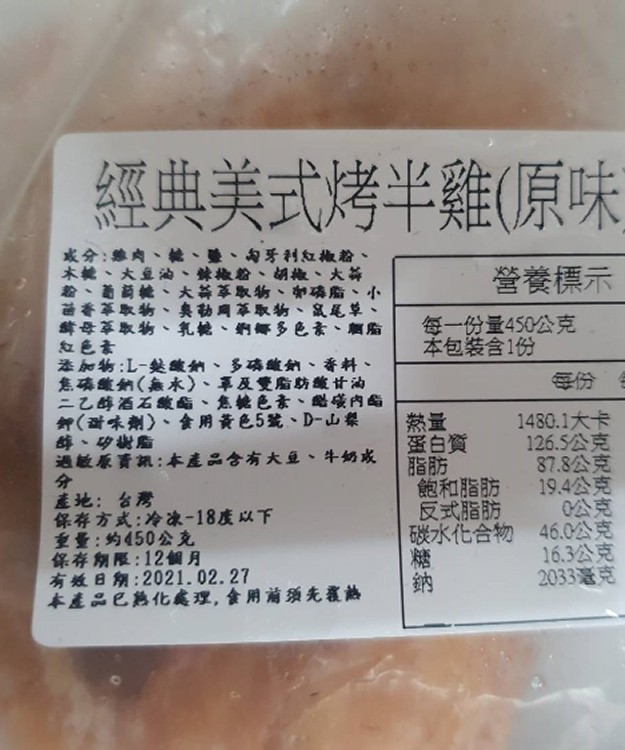 經典美式烤半雞(原味)
成分:雞肉、糖、鹽、匈牙利紅椒粉、
木糖、大豆油、辣椒粉、胡椒、大蒜
粉、葡萄糖、大蒜萃取物、卵磷脂、小
茴香萃取物、奧勒岡萃取物、鼠尾草、
酵母萃取物、乳糖、婀娜多色素、胭脂
紅色素
添加物:L-麩酸鈉、多磷酸鈉、香料、
焦磷酸鈉(無水)、單及雙脂肪酸甘油
二乙醯酒石酸酯、焦糖色素、醋磺內酯
鉀(甜味劑)、食用黃色5號、D-山梨
醇、矽樹脂
過敏原資訊:本產品含有大豆、牛奶成
分
產地: 台灣
保存方式:冷凍-18度以下
重量:約450公克
保存期限:12個月
有效日期:2021.02.27
本產品已熟化處理,食用前須先覆熱
營養標示
每一份量450公克
本包裝含1份
每份
熱量 1480.1大卡
蛋白質 126.5公克
脂肪 87.8公克
飽和脂肪 19.4公克
反式脂肪 0公克
碳水化合物 46.0公克
糖 16.3公克
鈉 2033毫克